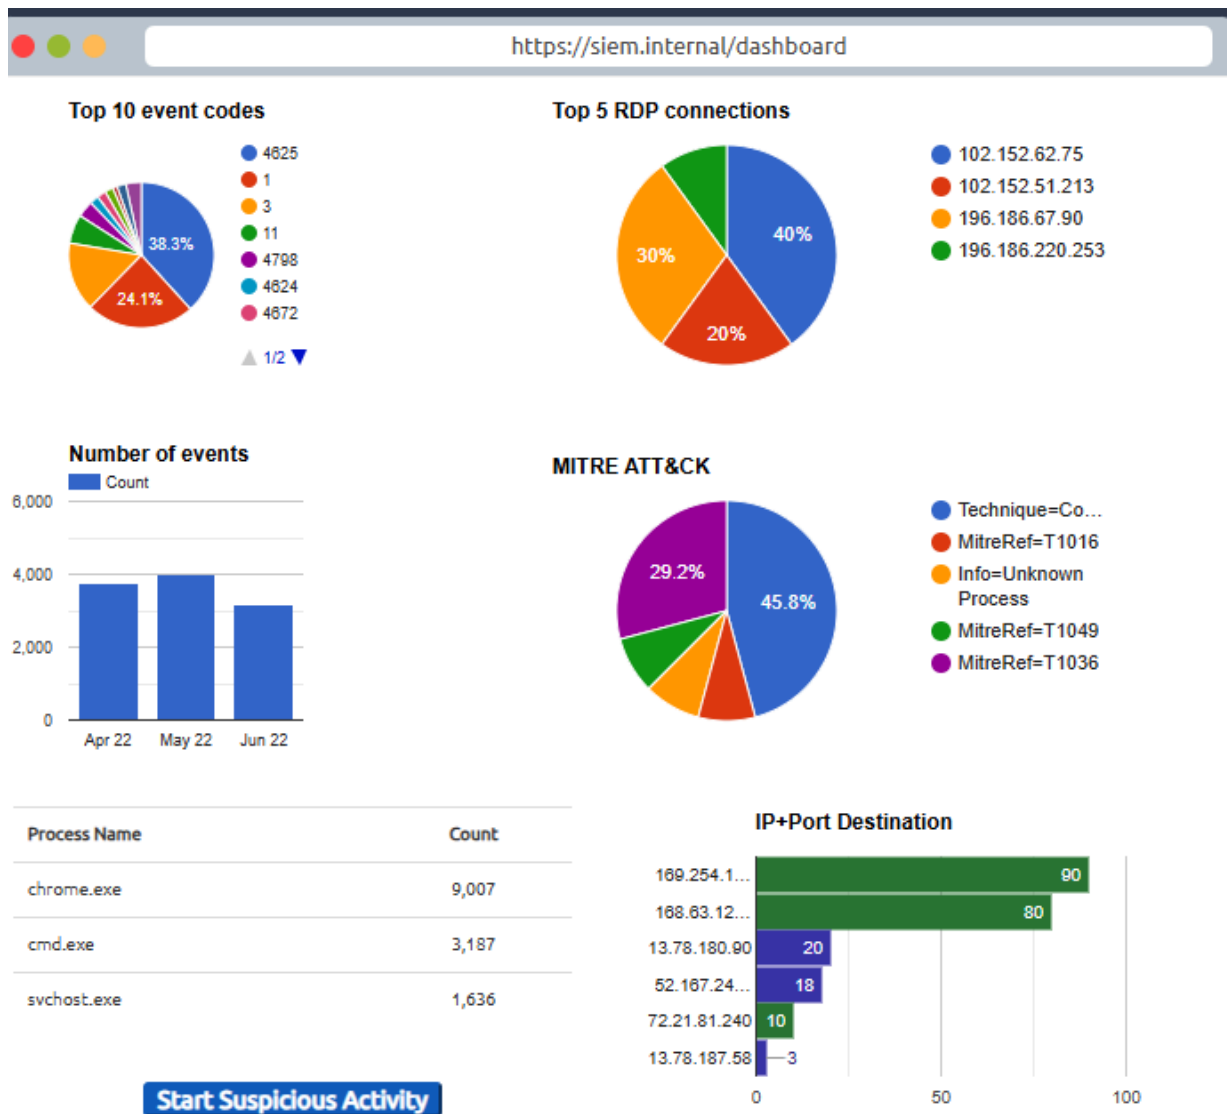 https://siem.internal/dashboard
Top 10 event codes
4625
1
3
11
4798
4624
4672
1/2
38.3%
24.1%
Top 5 RDP connections
40%
30%
20%
102.152.62.75
102.152.51.213
196.186.67.90
196.186.220.253
Number of events
Count
6,000
4,000
2,000
0
Apr 22 May 22 Jun 22
MITRE ATT&CK
29.2%
45.8%
Technique=Co...
MitreRef=T1016
Info=Unknown
Process
MitreRef=T1049
MitreRef=T1036
Process Name Count
chrome.exe 9,007
cmd.exe 3,187
svchost.exe 1,636
Start Suspicious Activity
IP+Port Destination
169.254.1... 90
168.63.12... 80
13.78.180.90 20
52.167.24... 18
72.21.81.240 10
13.78.187.58 3
0 50 100